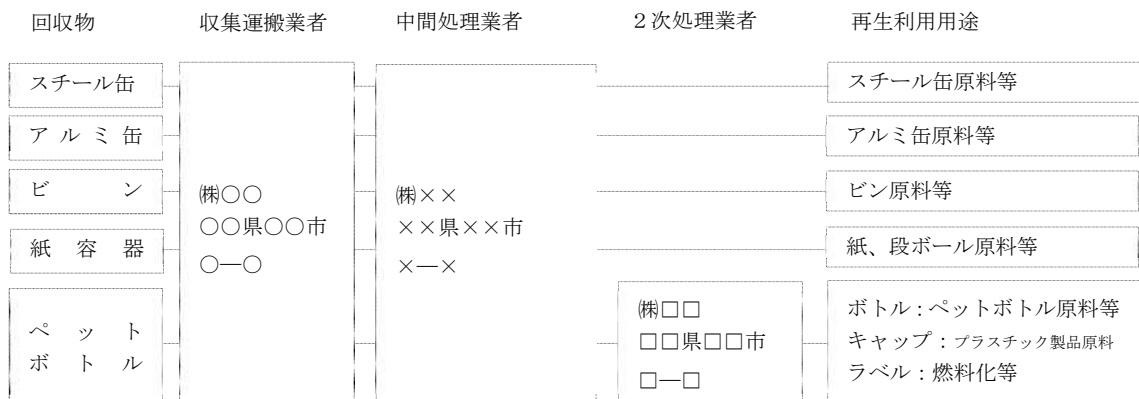 回収物
収集運搬業者
中間処理業者
２次処理業者
再生利用用途
スチール缶
スチール缶原料等
アルミ缶
アルミ缶原料等
ビン
ビン原料等
紙容器
紙、段ボール原料等
㈱○○
○○県○○市
○―○
㈱××
××県××市
×―×
ペット
ボトル
㈱□□
□□県□□市
□―□
ボトル：ペットボトル原料等
キャップ：プラスチック製品原料
ラベル：燃料化等